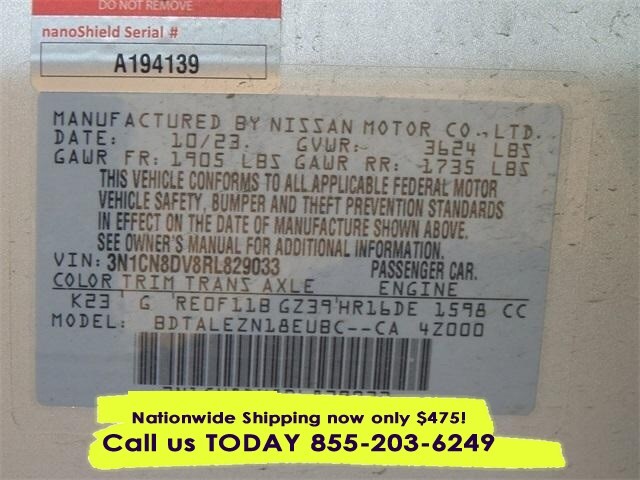 DO NOT REMOVE
nanoShield Serial #
A194139
MANUFACTURED BY NISSAN MOTOR CO., LTD.
DATE: 10/23. GVWR: 3624 LBS
GAWR FR: 1905 LBS GAWR RR: 1735 LBS
THIS VEHICLE CONFORMS TO ALL APPLICABLE FEDERAL MOTOR
VEHICLE SAFETY, BUMPER AND THEFT PREVENTION STANDARDS
IN EFFECT ON THE DATE OF MANUFACTURE SHOWN ABOVE.
SEE OWNER'S MANUAL FOR ADDITIONAL INFORMATION.
VIN: 3N1CN8DV8RL829033 PASSENGER CAR.
COLOR TRIM TRANS AXLE ENGINE
K23 G RE0F11B GZ39 HR16DE 1598 CC
MODEL: BDTALEZN18EUBC--CA 4Z000
Nationwide Shipping now only $475!
Call us TODAY 855-203-6249